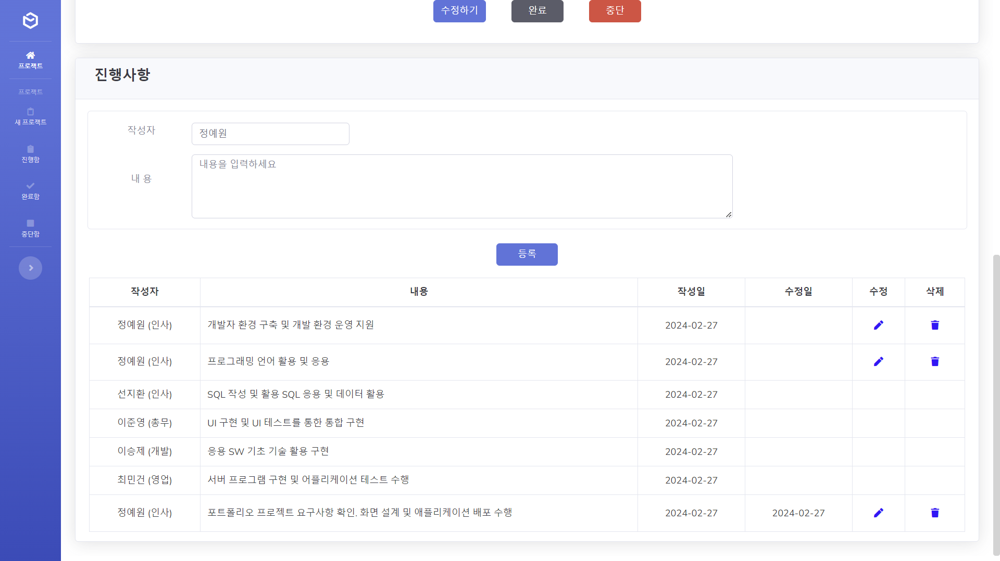 수정하기 완료 중단
프로젝트
프로젝트
새 프로젝트
진행함
완료함
중단함
진행사항
작성자 정예원
내 용 내용을 입력하세요
등록
작성자 내용 작성일 수정일 수정 삭제
정예원 (인사) 개발자 환경 구축 및 개발 환경 운영 지원 2024-02-27
정예원 (인사) 프로그래밍 언어 활용 및 응용 2024-02-27
선지환 (인사) SQL 작성 및 활용 SQL 응용 및 데이터 활용 2024-02-27
이준영 (총무) UI 구현 및 UI 테스트를 통한 통합 구현 2024-02-27
이승제 (개발) 응용 SW 기초 기술 활용 구현 2024-02-27
최민건 (영업) 서버 프로그램 구현 및 어플리케이션 테스트 수행 2024-02-27
정예원 (인사) 포트폴리오 프로젝트 요구사항 확인. 화면 설계 및 애플리케이션 배포 수행 2024-02-27 2024-02-27